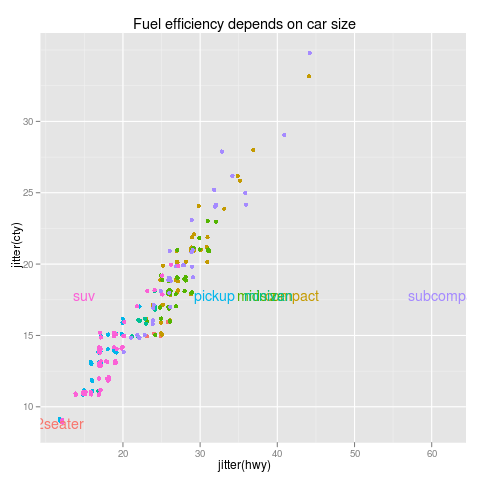 Fuel efficiency depends on car size
jitter(cty)
30
25
20
15
10
suv
pickup
subcomp
2seater
20
30
40
50
60
jitter(hwy)